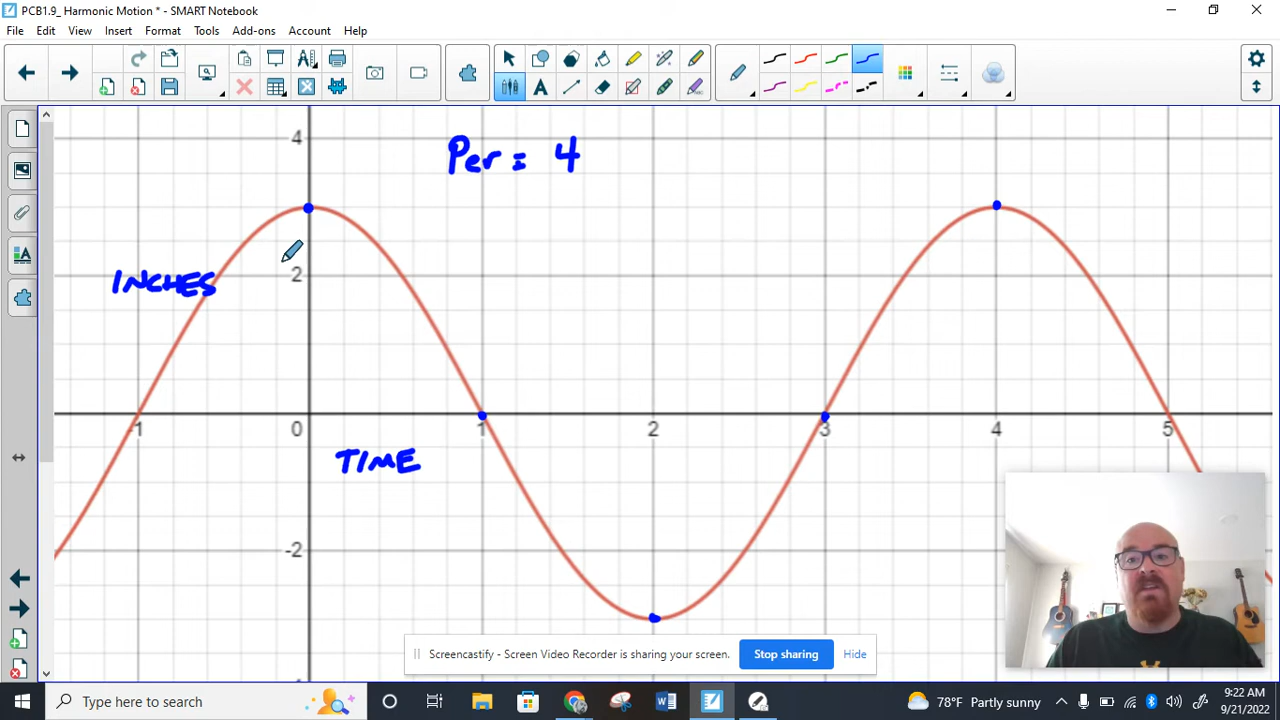 PCB1.9_ Harmonic Motion * - SMART Notebook
File Edit View Insert Format Tools Add-ons Account Help
4
Per = 4
INCHES
2
-1 0 1 2 3 4 5
TIME
-2
Screencastify - Screen Video Recorder is sharing your screen. Stop sharing Hide
Type here to search
78°F Partly sunny
9:22 AM
9/21/2022